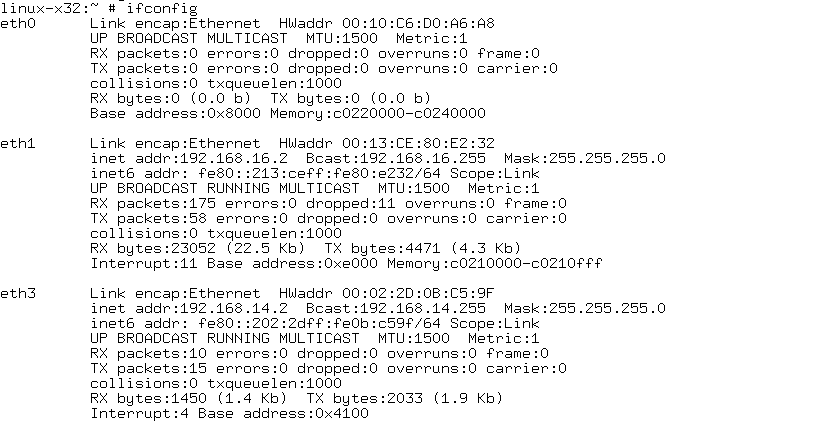 linux-x32:~ # ifconfig
eth0 Link encap:Ethernet HWaddr 00:10:C6:D0:A6:A8
UP BROADCAST MULTICAST MTU:1500 Metric:1
RX packets:0 errors:0 dropped:0 overruns:0 frame:0
TX packets:0 errors:0 dropped:0 overruns:0 carrier:0
collisions:0 txqueuelen:1000
RX bytes:0 (0.0 b) TX bytes:0 (0.0 b)
Base address:0x8000 Memory:c0220000-c0240000
eth1 Link encap:Ethernet HWaddr 00:13:CE:80:E2:32
inet addr:192.168.16.2 Bcast:192.168.16.255 Mask:255.255.255.0
inet6 addr: fe80::213:ceff:fe80:e232/64 Scope:Link
UP BROADCAST RUNNING MULTICAST MTU:1500 Metric:1
RX packets:175 errors:0 dropped:11 overruns:0 frame:0
TX packets:58 errors:0 dropped:0 overruns:0 carrier:0
collisions:0 txqueuelen:1000
RX bytes:23052 (22.5 Kb) TX bytes:4471 (4.3 Kb)
Interrupt:11 Base address:0xe000 Memory:c0210000-c0210fff
eth3 Link encap:Ethernet HWaddr 00:02:2D:0B:C5:9F
inet addr:192.168.14.2 Bcast:192.168.14.255 Mask:255.255.255.0
inet6 addr: fe80::202:2dff:fe0b:c59f/64 Scope:Link
UP BROADCAST RUNNING MULTICAST MTU:1500 Metric:1
RX packets:10 errors:0 dropped:0 overruns:0 frame:0
TX packets:15 errors:0 dropped:0 overruns:0 carrier:0
collisions:0 txqueuelen:1000
RX bytes:1450 (1.4 Kb) TX bytes:2033 (1.9 Kb)
Interrupt:4 Base address:0x4100